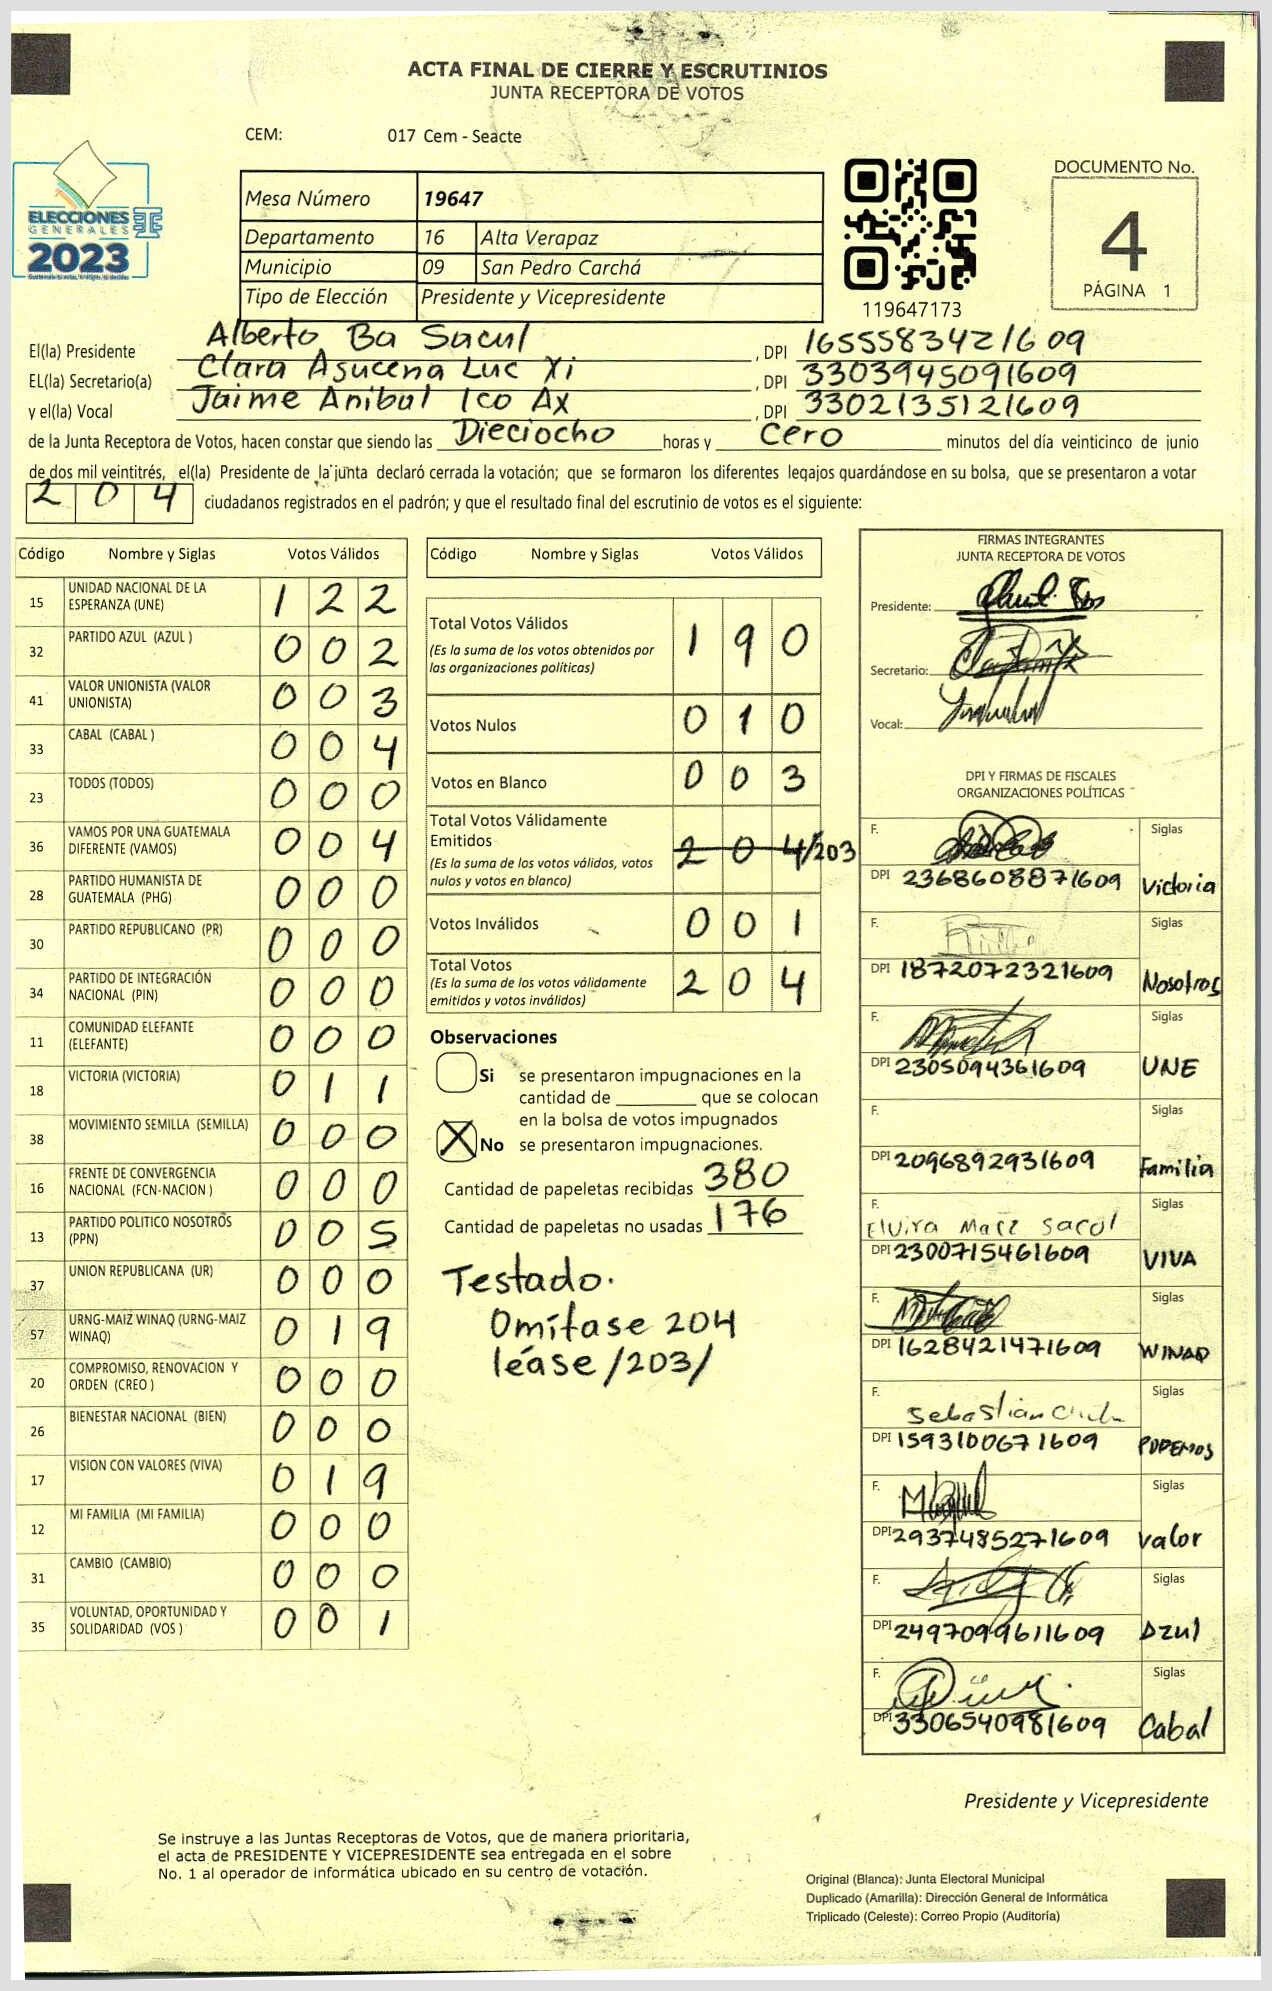 ACTA FINAL DE CIERRE Y ESCRUTINIOS
JUNTA RECEPTORA DE VOTOS
CEM: 017 Cem - Seacte
ELECCIONES
GENERALES
2023
Mesa Número 19647
Departamento 16 Alta Verapaz
Municipio 09 San Pedro Carchá
Tipo de Elección Presidente y Vicepresidente
119647173
DOCUMENTO No.
4
PÁGINA 1
El(la) Presidente Alberto Ba Sacul , DPI 1655583421609
EL(la) Secretario(a) Clara Asucena Luc Xi , DPI 3303945091609
y el(la) Vocal Jaime Anibal Ico Ax , DPI 3302135121609
de la Junta Receptora de Votos, hacen constar que siendo las Dieciocho horas y Cero minutos del día veinticinco de junio
de dos mil veintitrés, el(la) Presidente de la junta declaró cerrada la votación; que se formaron los diferentes legajos guardándose en su bolsa, que se presentaron a votar
204 ciudadanos registrados en el padrón; y que el resultado final del escrutinio de votos es el siguiente:
Código Nombre y Siglas Votos Válidos
15 UNIDAD NACIONAL DE LA ESPERANZA (UNE) 1 2 2
32 PARTIDO AZUL (AZUL ) 0 0 2
41 VALOR UNIONISTA (VALOR UNIONISTA) 0 0 3
33 CABAL (CABAL ) 0 0 4
23 TODOS (TODOS) 0 0 0
36 VAMOS POR UNA GUATEMALA DIFERENTE (VAMOS) 0 0 4
28 PARTIDO HUMANISTA DE GUATEMALA (PHG) 0 0 0
30 PARTIDO REPUBLICANO (PR) 0 0 0
34 PARTIDO DE INTEGRACIÓN NACIONAL (PIN) 0 0 0
11 COMUNIDAD ELEFANTE (ELEFANTE) 0 0 0
18 VICTORIA (VICTORIA) 0 1 1
38 MOVIMIENTO SEMILLA (SEMILLA) 0 0 0
16 FRENTE DE CONVERGENCIA NACIONAL (FCN-NACION ) 0 0 0
13 PARTIDO POLITICO NOSOTROS (PPN) 0 0 5
37 UNION REPUBLICANA (UR) 0 0 0
57 URNG-MAIZ WINAQ (URNG-MAIZ WINAQ) 0 1 9
20 COMPROMISO, RENOVACION Y ORDEN (CREO ) 0 0 0
26 BIENESTAR NACIONAL (BIEN) 0 0 0
17 VISION CON VALORES (VIVA) 0 1 9
12 MI FAMILIA (MI FAMILIA) 0 0 0
31 CAMBIO (CAMBIO) 0 0 0
35 VOLUNTAD, OPORTUNIDAD Y SOLIDARIDAD (VOS ) 0 0 1
Código Nombre y Siglas Votos Válidos
Total Votos Válidos 1 9 0
(Es la suma de los votos obtenidos por
las organizaciones políticas)
Votos Nulos 0 1 0
Votos en Blanco 0 0 3
Total Votos Válidamente
Emitidos 2 0 4/203
(Es la suma de los votos válidos, votos
nulos y votos en blanco)
Votos Inválidos 0 0 1
Total Votos 2 0 4
(Es la suma de los votos válidamente
emitidos y votos inválidos)
Observaciones
Si se presentaron impugnaciones en la
cantidad de ________ que se colocan
en la bolsa de votos impugnados
X No se presentaron impugnaciones.
Cantidad de papeletas recibidas 380
Cantidad de papeletas no usadas 176
Testado.
Omítase 204
léase /203/
FIRMAS INTEGRANTES
JUNTA RECEPTORA DE VOTOS
Presidente:
Secretario:
Vocal:
DPI Y FIRMAS DE FISCALES
ORGANIZACIONES POLÍTICAS
F. Siglas
DPI 2368608871609 Victoria
F. Siglas
DPI 1872072321609 Nosotros
F. Siglas
DPI 2305094361609 UNE
F. Siglas
DPI 2096892931609 Familia
F. Elvira Maez Sacul Siglas
DPI 2300715461609 VIVA
F. Siglas
DPI 1628421471609 WINAQ
F. Sebastian Siglas
DPI 1593100671609 PODEMOS
F. Siglas
DPI 2937485271609 Valor
F. Siglas
DPI 2497099611609 Azul
F. Siglas
DPI 3306540981609 Cabal
Presidente y Vicepresidente
Se instruye a las Juntas Receptoras de Votos, que de manera prioritaria,
el acta de PRESIDENTE Y VICEPRESIDENTE sea entregada en el sobre
No. 1 al operador de informática ubicado en su centro de votación.
Original (Blanca): Junta Electoral Municipal
Duplicado (Amarilla): Dirección General de Informática
Triplicado (Celeste): Correo Propio (Auditoría)